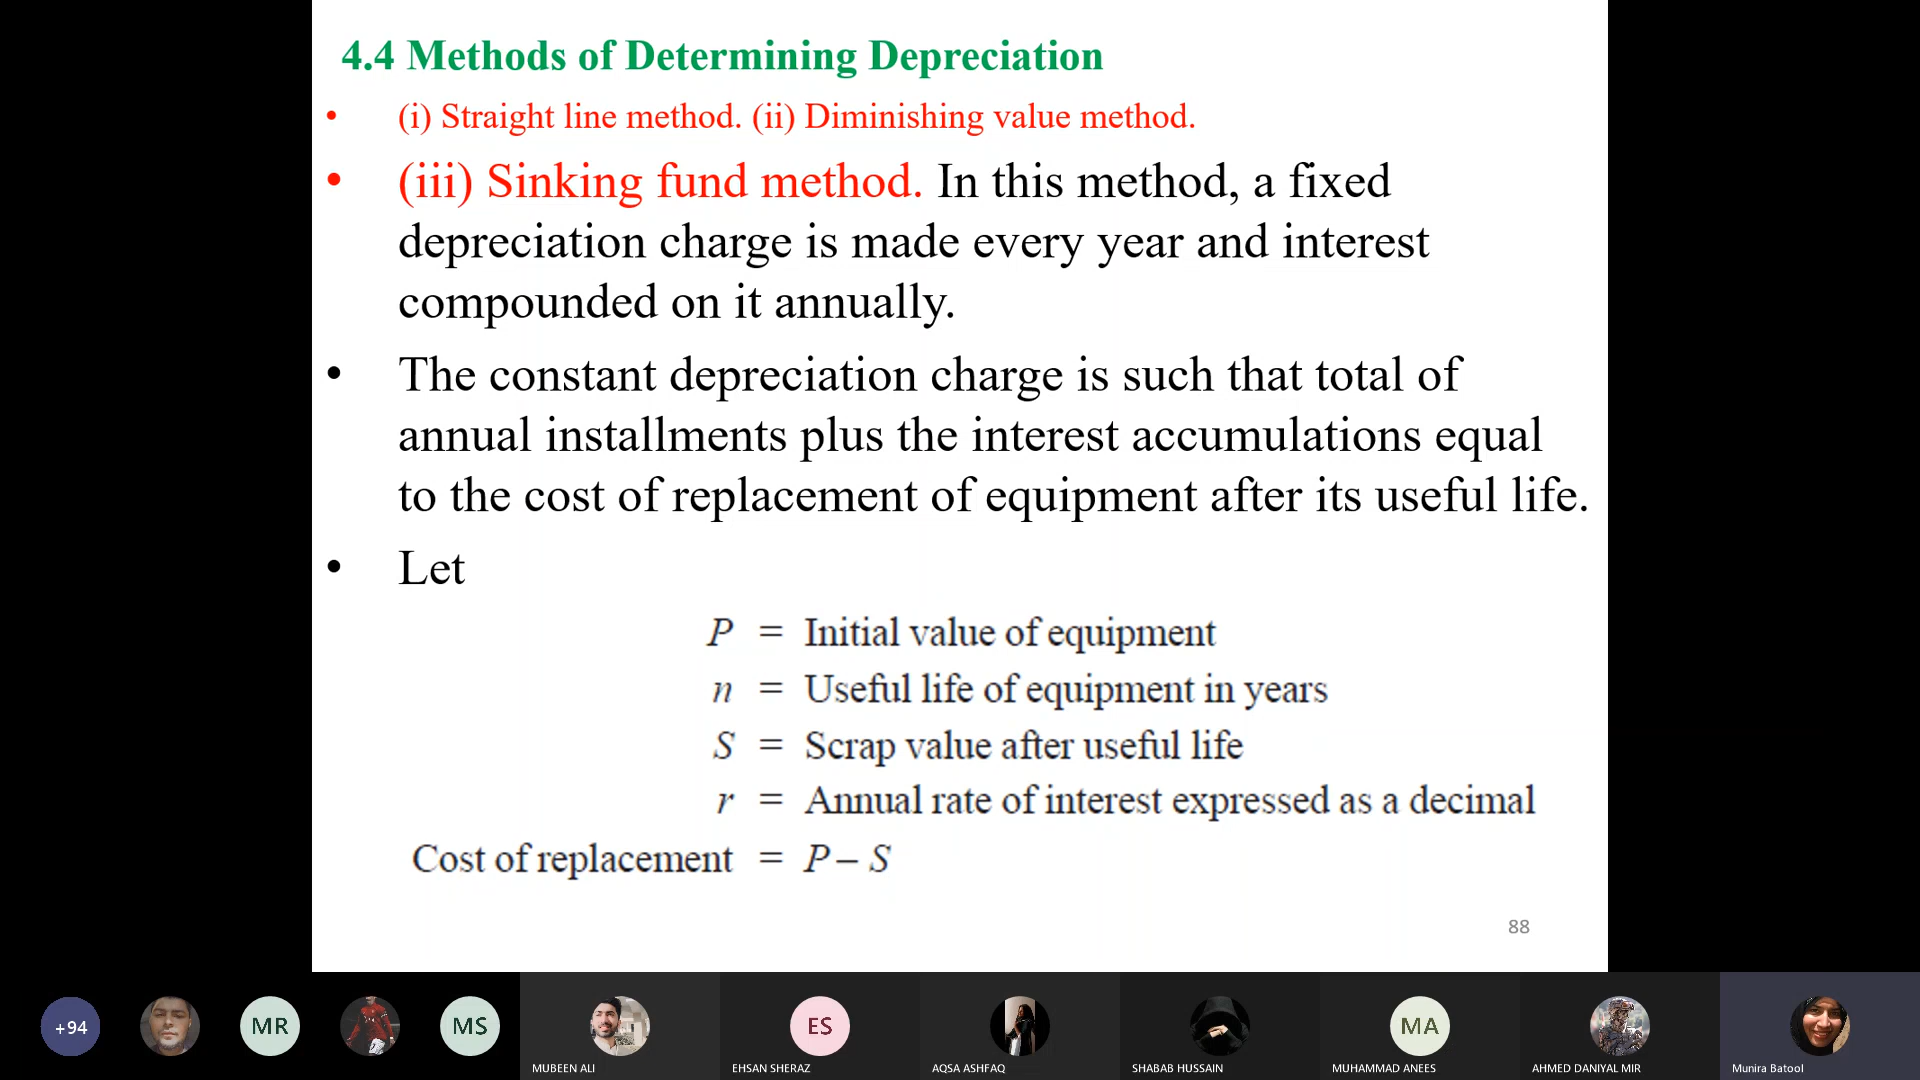 4.4 Methods of Determining Depreciation
• (i) Straight line method. (ii) Diminishing value method.
• (iii) Sinking fund method. In this method, a fixed
depreciation charge is made every year and interest
compounded on it annually.
• The constant depreciation charge is such that total of
annual installments plus the interest accumulations equal
to the cost of replacement of equipment after its useful life.
• Let
P = Initial value of equipment
n = Useful life of equipment in years
S = Scrap value after useful life
r = Annual rate of interest expressed as a decimal
Cost of replacement = P – S
88
+94
MR
MS
MUBEEN ALI
ES
EHSAN SHERAZ
AQSA ASHFAQ
SHABAB HUSSAIN
MA
MUHAMMAD ANEES
AHMED DANIYAL MIR
Munira Batool